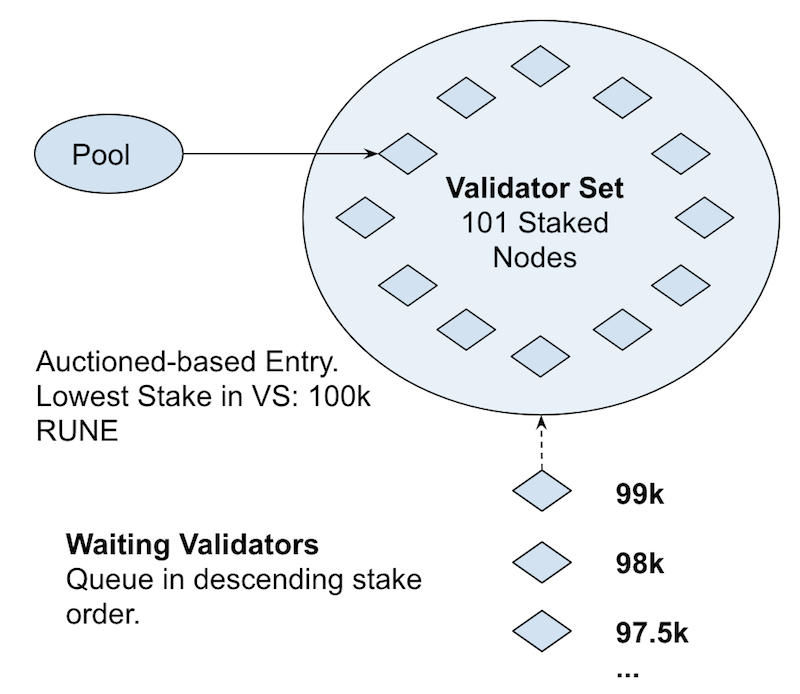 Pool
Validator Set
101 Staked
Nodes
Auctioned-based Entry.
Lowest Stake in VS: 100k
RUNE
99k
Waiting Validators
Queue in descending stake
order.
98k
97.5k
...